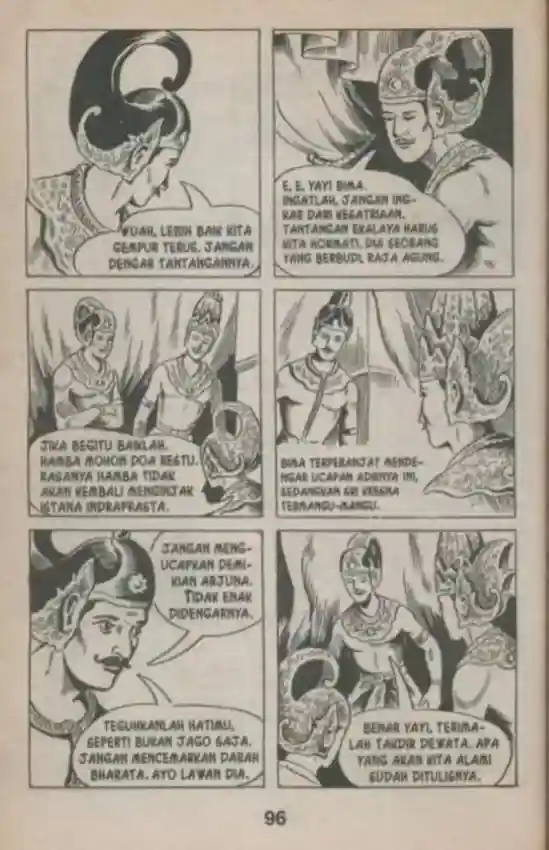 WUAH, LEBIH BAIK KITA
GEMPUR TERUS. JANGAN
DENGAR TANTANGANNYA.
E, E, YAYI BIMA.
INGATLAH, JANGAN ING-
KAR DARI KESATRIAAN.
TANTANGAN EKALAYA HARUS
KITA HORMATI. DIA SEORANG
YANG BERBUDI, RAJA AGUNG.
JIKA BEGITU BAIKLAH.
HAMBA MOHON DOA RESTU.
RASANYA HAMBA TIDAK
AKAN KEMBALI MENGINJAK
ISTANA INDRAPRASTA.
BIMA TERPERANJAT MENDE-
NGAR UCAPAN ADIKNYA INI,
SEDANGKAN SRI KRESNA
TERMANGU-MANGU.
JANGAN MENG-
UCAPKAN DEMI-
KIAN ARJUNA.
TIDAK ENAK
DIDENGARNYA.
TEGUHKANLAH HATIMU,
SEPERTI BUKAN JAGO SAJA.
JANGAN MENCEMARKAN DARAH
BHARATA. AYO LAWAN DIA.
BENAR YAYI, TERIMA-
LAH TAKDIR DEWATA. APA
YANG AKAN KITA ALAMI
SUDAH DITULISNYA.
96